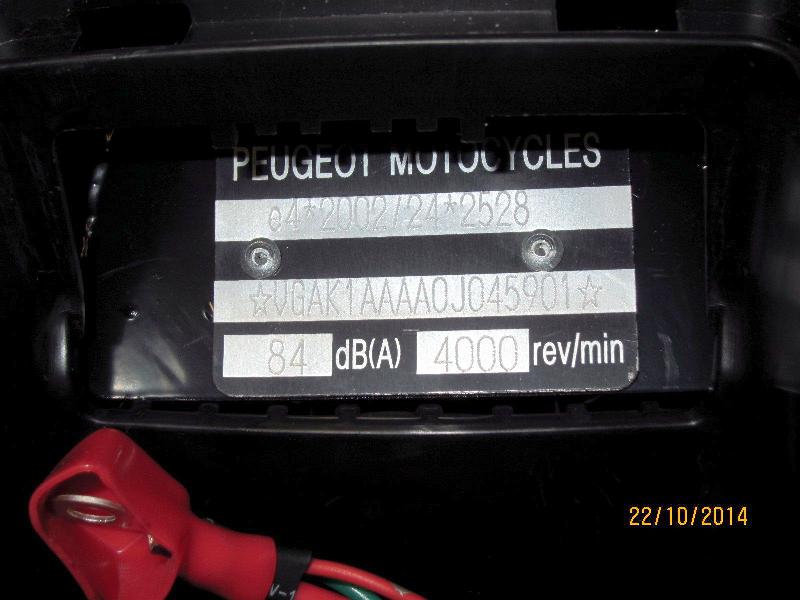 PEUGEOT MOTOCYCLES
e4*2002/24*2528
☆VGAK1AAAA0J045901☆
84 dB(A) 4000 rev/min
22/10/2014